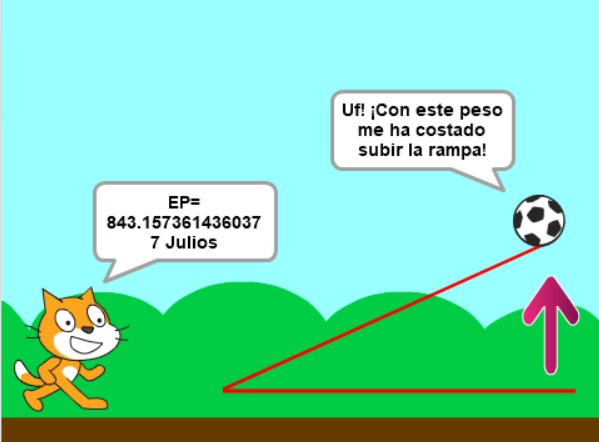 Uf! ¡Con este peso
me ha costado
subir la rampa!
EP=
843.157361436037
7 Julios